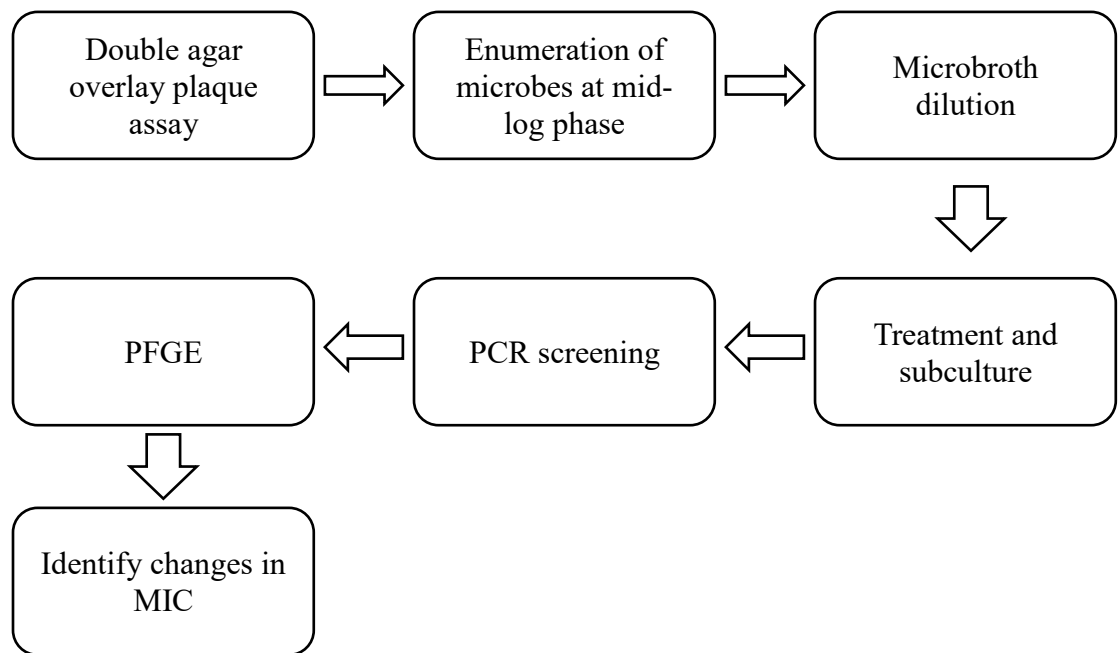 Double agar
overlay plaque
assay
Enumeration of
microbes at mid-
log phase
Microbroth
dilution
Treatment and
subculture
PCR screening
PFGE
Identify changes in
MIC